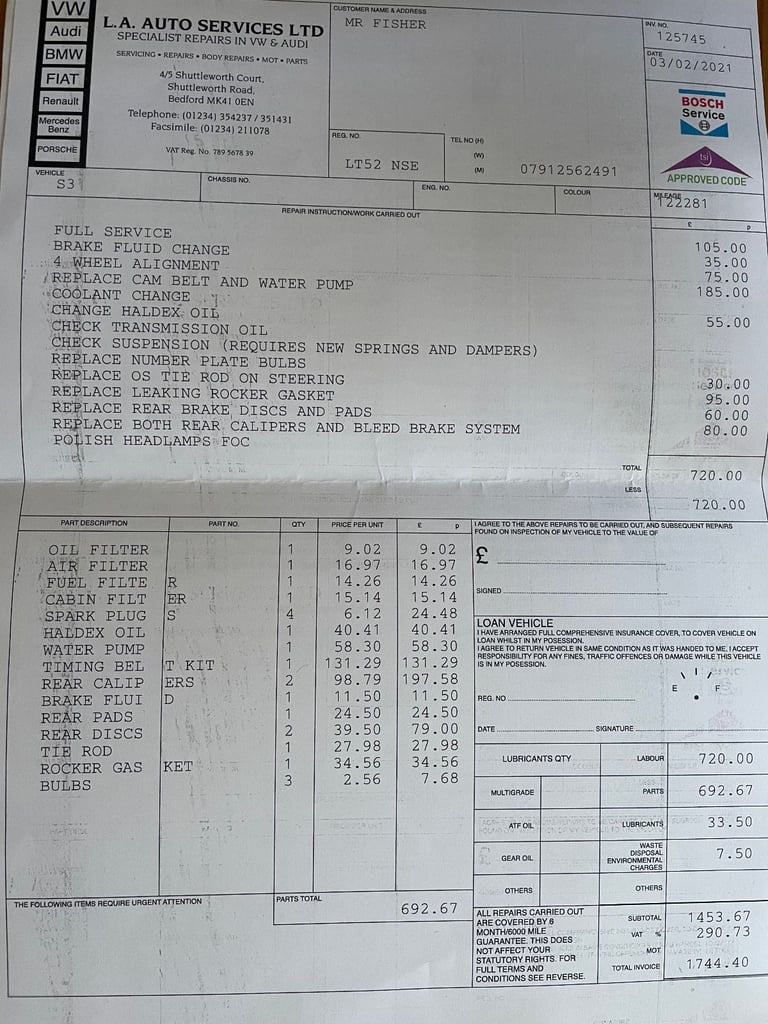 VW
Audi
BMW
FIAT
Renault
Mercedes Benz
PORSCHE
L.A. AUTO SERVICES LTD
SPECIALIST REPAIRS IN VW & AUDI
SERVICING • REPAIRS • BODY REPAIRS • MOT • PARTS
4/5 Shuttleworth Court,
Shuttleworth Road,
Bedford MK41 0EN
Telephone: (01234) 354237 / 351431
Facsimile: (01234) 211078
VAT Reg. No. 789 5678 39
CUSTOMER NAME & ADDRESS
MR FISHER
INV. NO.
125745
DATE
03/02/2021
BOSCH
Service
tsi
APPROVED CODE
REG. NO.
LT52 NSE
TEL NO (H)
(W)
(M) 07912562491
VEHICLE
S3
CHASSIS NO.
ENG. NO.
COLOUR
MILEAGE
122281
REPAIR INSTRUCTION/WORK CARRIED OUT
£ p
FULL SERVICE 105.00
BRAKE FLUID CHANGE 35.00
4 WHEEL ALIGNMENT 75.00
REPLACE CAM BELT AND WATER PUMP 185.00
COOLANT CHANGE
CHANGE HALDEX OIL 55.00
CHECK TRANSMISSION OIL
CHECK SUSPENSION (REQUIRES NEW SPRINGS AND DAMPERS)
REPLACE NUMBER PLATE BULBS
REPLACE OS TIE ROD ON STEERING 30.00
REPLACE LEAKING ROCKER GASKET 95.00
REPLACE REAR BRAKE DISCS AND PADS 60.00
REPLACE BOTH REAR CALIPERS AND BLEED BRAKE SYSTEM 80.00
POLISH HEADLAMPS FOC
TOTAL 720.00
LESS
720.00
PART DESCRIPTION PART NO. QTY PRICE PER UNIT £ p
OIL FILTER 1 9.02 9.02
AIR FILTER 1 16.97 16.97
FUEL FILTER 1 14.26 14.26
CABIN FILTER 1 15.14 15.14
SPARK PLUGS 4 6.12 24.48
HALDEX OIL 1 40.41 40.41
WATER PUMP 1 58.30 58.30
TIMING BELT KIT 1 131.29 131.29
REAR CALIPERS 2 98.79 197.58
BRAKE FLUID 1 11.50 11.50
REAR PADS 1 24.50 24.50
REAR DISCS 2 39.50 79.00
TIE ROD 1 27.98 27.98
ROCKER GASKET 1 34.56 34.56
BULBS 3 2.56 7.68
THE FOLLOWING ITEMS REQUIRE URGENT ATTENTION
PARTS TOTAL
692.67
I AGREE TO THE ABOVE REPAIRS TO BE CARRIED OUT, AND SUBSEQUENT REPAIRS
FOUND ON INSPECTION OF MY VEHICLE TO THE VALUE OF
£
SIGNED
LOAN VEHICLE
I HAVE ARRANGED FULL COMPREHENSIVE INSURANCE COVER, TO COVER VEHICLE ON
LOAN WHILST IN MY POSESSION.
I AGREE TO RETURN VEHICLE IN SAME CONDITION AS IT WAS HANDED TO ME. I ACCEPT
RESPONSIBILITY FOR ANY FINES, TRAFFIC OFFENCES OR DAMAGE WHILE THIS VEHICLE
IS IN MY POSESSION.
E F
REG. NO
DATE SIGNATURE
LUBRICANTS QTY
MULTIGRADE
ATF OIL
GEAR OIL
OTHERS
LABOUR 720.00
PARTS 692.67
LUBRICANTS 33.50
WASTE
DISPOSAL
ENVIRONMENTAL
CHARGES
7.50
OTHERS
ALL REPAIRS CARRIED OUT
ARE COVERED BY 6
MONTH/6000 MILE
GUARANTEE. THIS DOES
NOT AFFECT YOUR
STATUTORY RIGHTS. FOR
FULL TERMS AND
CONDITIONS SEE REVERSE.
SUBTOTAL 1453.67
VAT % 290.73
MOT
TOTAL INVOICE 1744.40